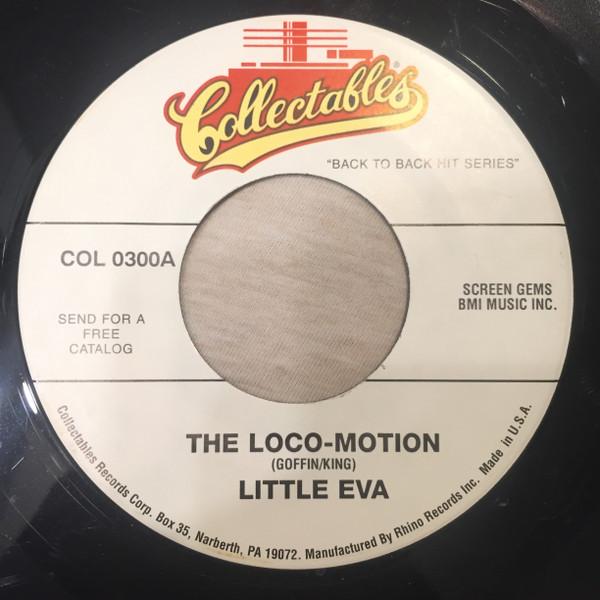 Collectables®
"BACK TO BACK HIT SERIES"
COL 0300A
SCREEN GEMS
BMI MUSIC INC.
SEND FOR A
FREE
CATALOG
THE LOCO-MOTION
(GOFFIN/KING)
LITTLE EVA
Collectables Records Corp. Box 35, Narberth, PA 19072. Manufactured By Rhino Records Inc. Made in U.S.A.